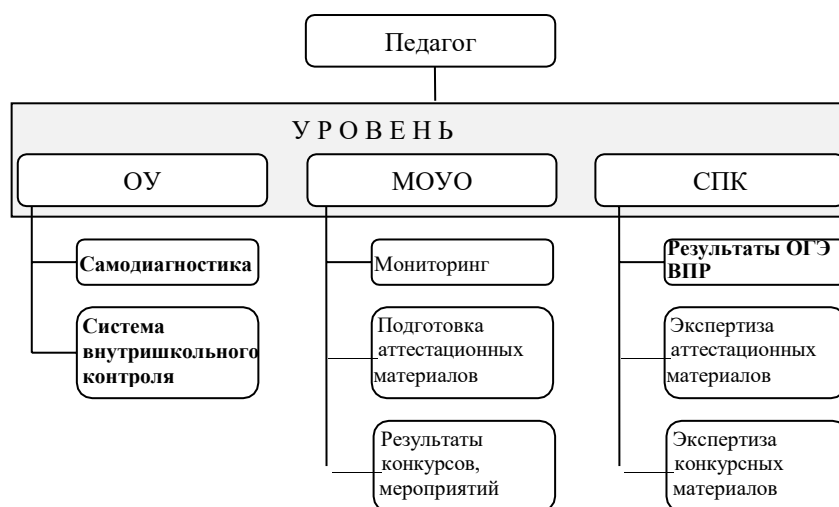 Педагог
У Р О В Е Н Ь
ОУ
МОУО
СПК
Самодиагностика
Система
внутришкольного
контроля
Мониторинг
Подготовка
аттестационных
материалов
Результаты
конкурсов,
мероприятий
Результаты ОГЭ
ВПР
Экспертиза
аттестационных
материалов
Экспертиза
конкурсных
материалов